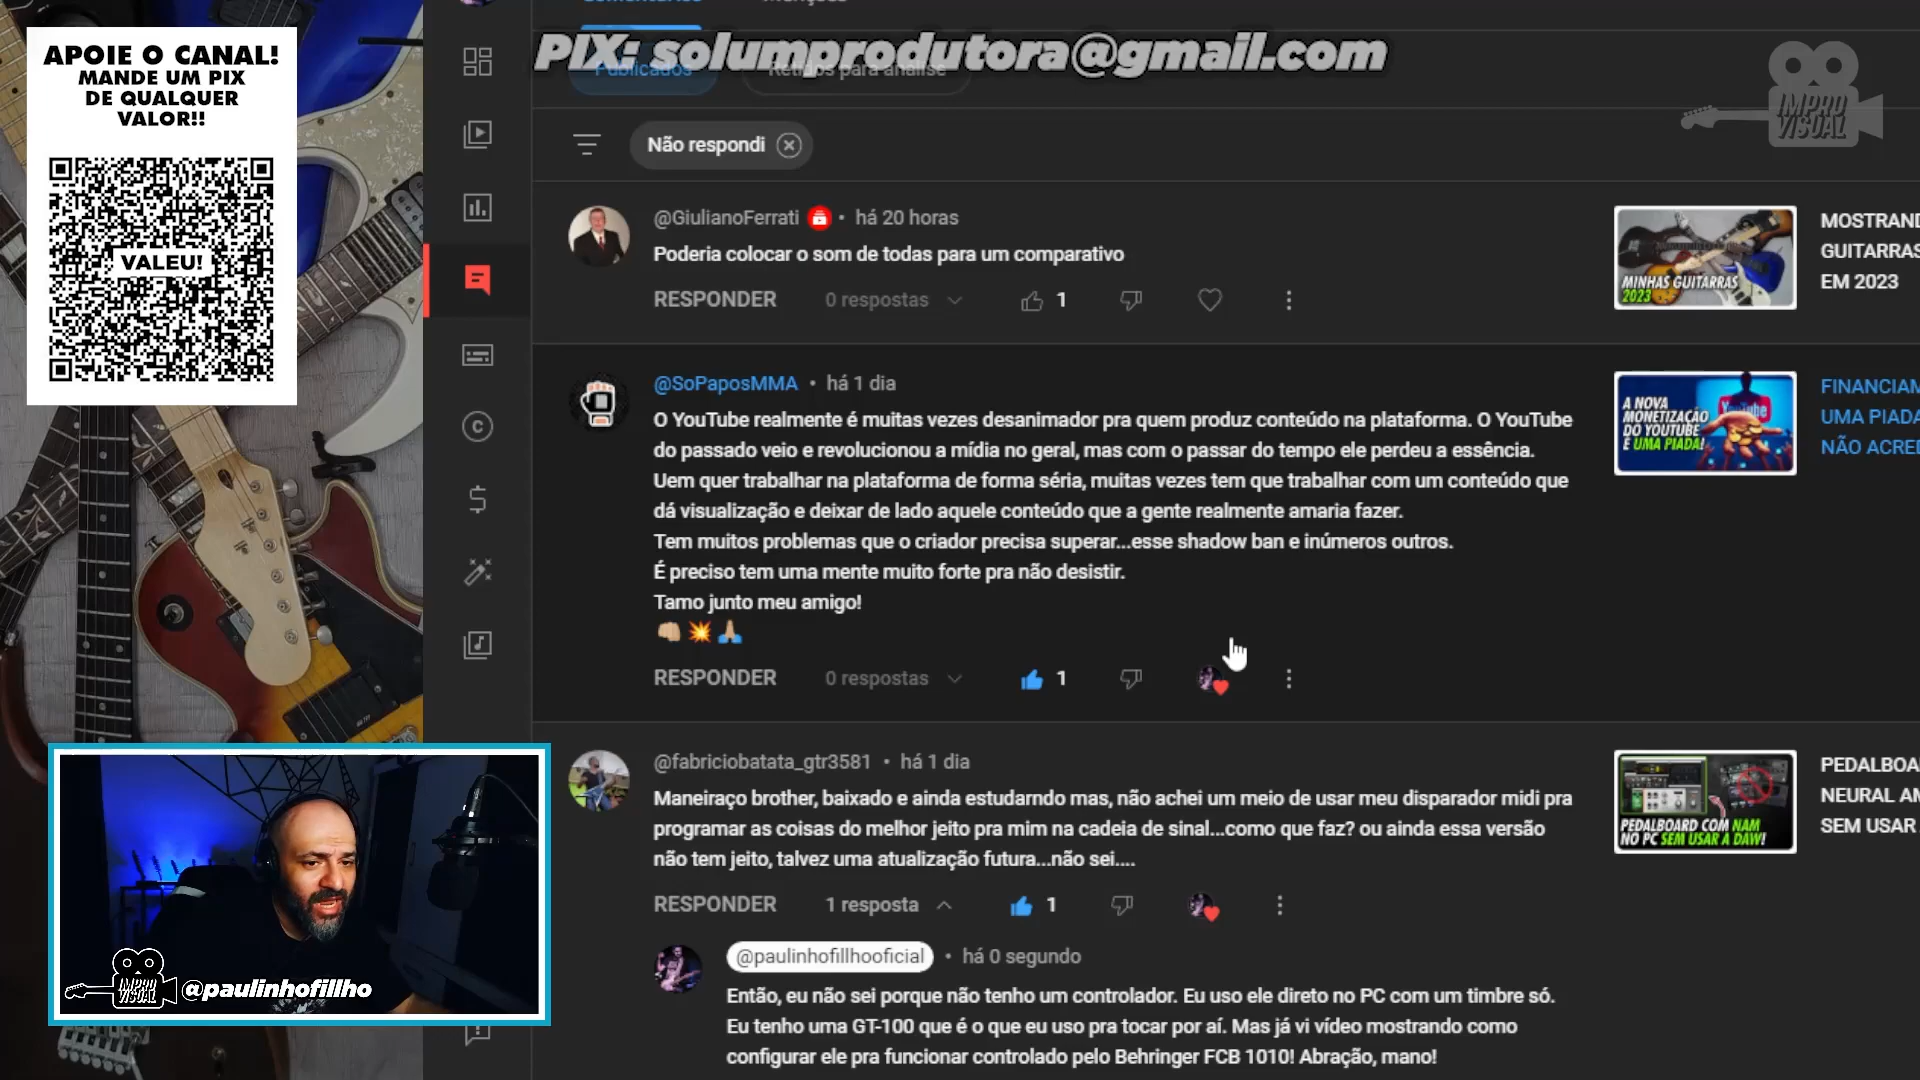 APOIE O CANAL!
MANDE UM PIX
DE QUALQUER
VALOR!!
VALEU!
PIX: solumprodutora@gmail.com
Publicados
Retidos para análise
IMPRO
VISUAL
Não respondi
@GiulianoFerrati • há 20 horas
Poderia colocar o som de todas para um comparativo
RESPONDER 0 respostas 1
MINHAS GUITARRAS
2023
MOSTRAND
GUITARRAS
EM 2023
@SoPaposMMA • há 1 dia
O YouTube realmente é muitas vezes desanimador pra quem produz conteúdo na plataforma. O YouTube
do passado veio e revolucionou a mídia no geral, mas com o passar do tempo ele perdeu a essência.
Uem quer trabalhar na plataforma de forma séria, muitas vezes tem que trabalhar com um conteúdo que
dá visualização e deixar de lado aquele conteúdo que a gente realmente amaria fazer.
Tem muitos problemas que o criador precisa superar...esse shadow ban e inúmeros outros.
É preciso tem uma mente muito forte pra não desistir.
Tamo junto meu amigo!
👊🏼💥🙏🏼
RESPONDER 0 respostas 1
A NOVA
MONETIZAÇÃO
DO YOUTUBE
É UMA PIADA!
YouTube
FINANCIAM
UMA PIADA
NÃO ACRED
@fabriciobatata_gtr3581 • há 1 dia
Maneiraço brother, baixado e ainda estudarndo mas, não achei um meio de usar meu disparador midi pra
programar as coisas do melhor jeito pra mim na cadeia de sinal...como que faz? ou ainda essa versão
não tem jeito, talvez uma atualização futura...não sei....
RESPONDER 1 resposta 1
PEDALBOARD COM NAM
NO PC SEM USAR A DAW!
PEDALBOA
NEURAL AM
SEM USAR
@paulinhofillhooficial • há 0 segundo
Então, eu não sei porque não tenho um controlador. Eu uso ele direto no PC com um timbre só.
Eu tenho uma GT-100 que é o que eu uso pra tocar por aí. Mas já vi vídeo mostrando como
configurar ele pra funcionar controlado pelo Behringer FCB 1010! Abração, mano!
IMPRO
VISUAL
@paulinhofillho